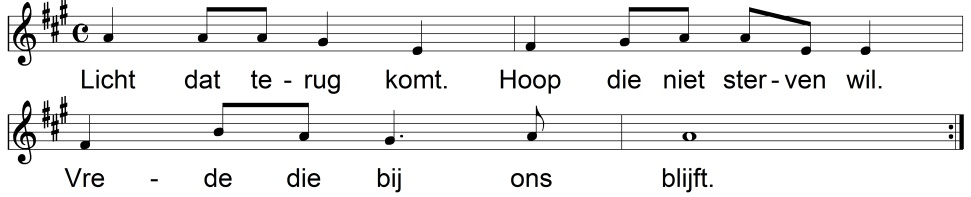 Licht dat te - rug komt. Hoop die niet ster - ven wil.
Vre - de die bij ons blijft.